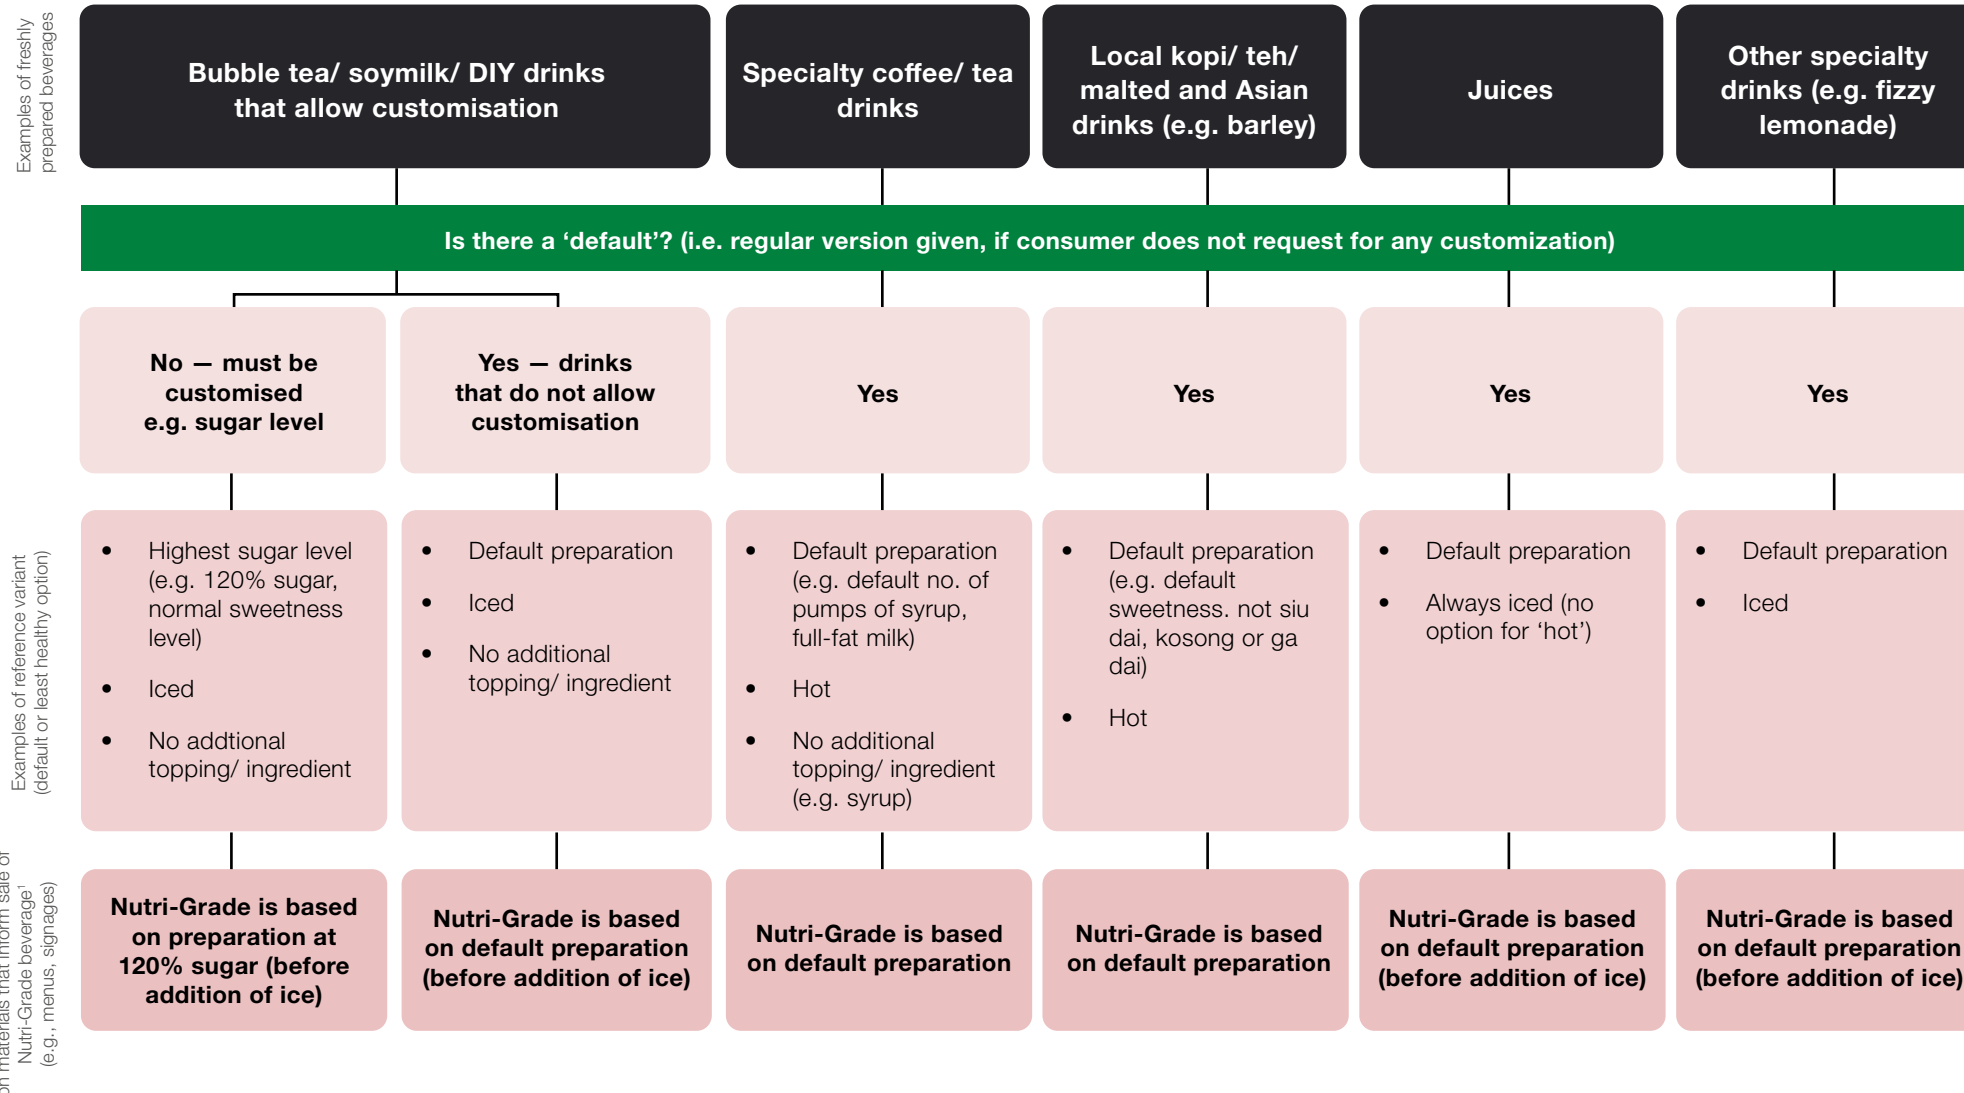 Examples of freshly
prepared beverages
Bubble tea/ soymilk/ DIY drinks
that allow customisation
Specialty coffee/ tea
drinks
Local kopi/ teh/
malted and Asian
drinks (e.g. barley)
Juices
Other specialty
drinks (e.g. fizzy
lemonade)
Is there a ‘default’? (i.e. regular version given, if consumer does not request for any customization)
No — must be
customised
e.g. sugar level
Yes — drinks
that do not allow
customisation
Yes
Yes
Yes
Yes
Examples of reference variant
(default or least healthy option)
• Highest sugar level
(e.g. 120% sugar,
normal sweetness
level)
• Iced
• No addtional
topping/ ingredient
• Default preparation
• Iced
• No additional
topping/ ingredient
• Default preparation
(e.g. default no. of
pumps of syrup,
full-fat milk)
• Hot
• No additional
topping/ ingredient
(e.g. syrup)
• Default preparation
(e.g. default
sweetness. not siu
dai, kosong or ga
dai)
• Hot
• Default preparation
• Always iced (no
option for ‘hot’)
• Default preparation
• Iced
on materials that inform sale of
Nutri-Grade beverage¹
(e.g., menus, signages)
Nutri-Grade is based
on preparation at
120% sugar (before
addition of ice)
Nutri-Grade is based
on default preparation
(before addition of ice)
Nutri-Grade is based
on default preparation
Nutri-Grade is based
on default preparation
Nutri-Grade is based
on default preparation
(before addition of ice)
Nutri-Grade is based
on default preparation
(before addition of ice)